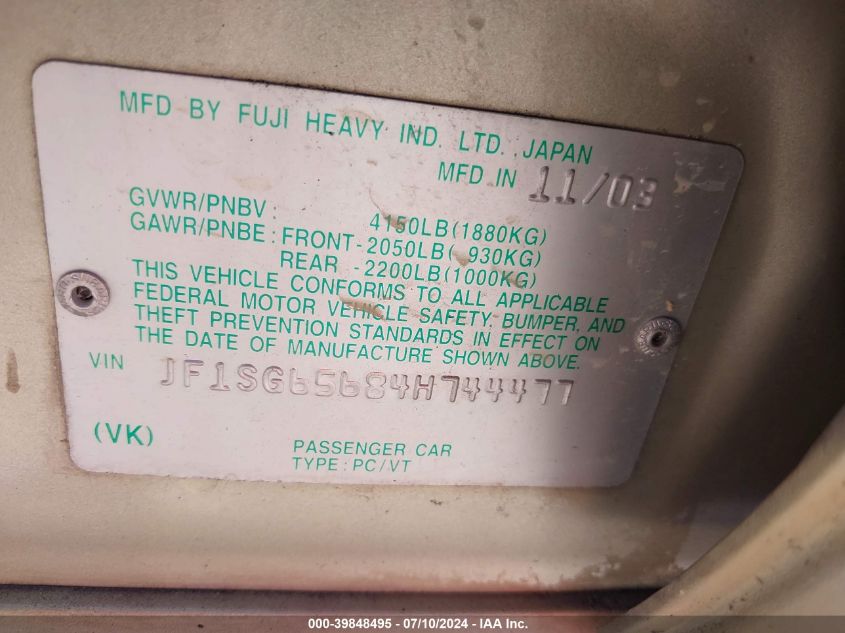 MFD BY FUJI HEAVY IND. LTD. JAPAN
MFD IN 11/03
GVWR/PNBV : 4150LB(1880KG)
GAWR/PNBE : FRONT-2050LB( 930KG)
REAR -2200LB(1000KG)
THIS VEHICLE CONFORMS TO ALL APPLICABLE
FEDERAL MOTOR VEHICLE SAFETY, BUMPER, AND
THEFT PREVENTION STANDARDS IN EFFECT ON
THE DATE OF MANUFACTURE SHOWN ABOVE.
VIN JF1SG65684H744477
(VK)
PASSENGER CAR
TYPE : PC/VT
000-39848495 - 07/10/2024 - IAA Inc.